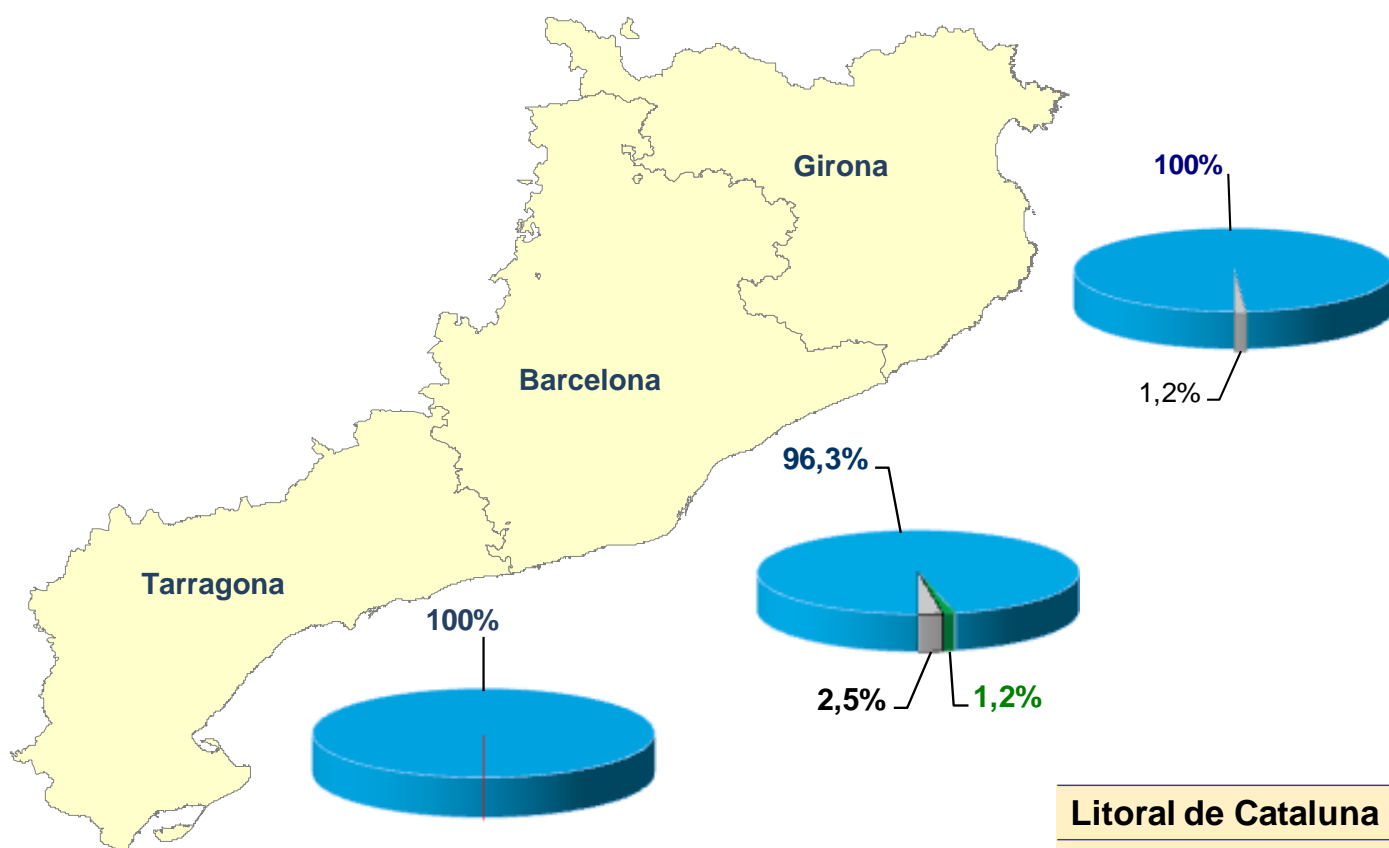 Girona
100%
1,2%
Barcelona
96,3%
2,5%
1,2%
Tarragona
100%
Litoral de Cataluna